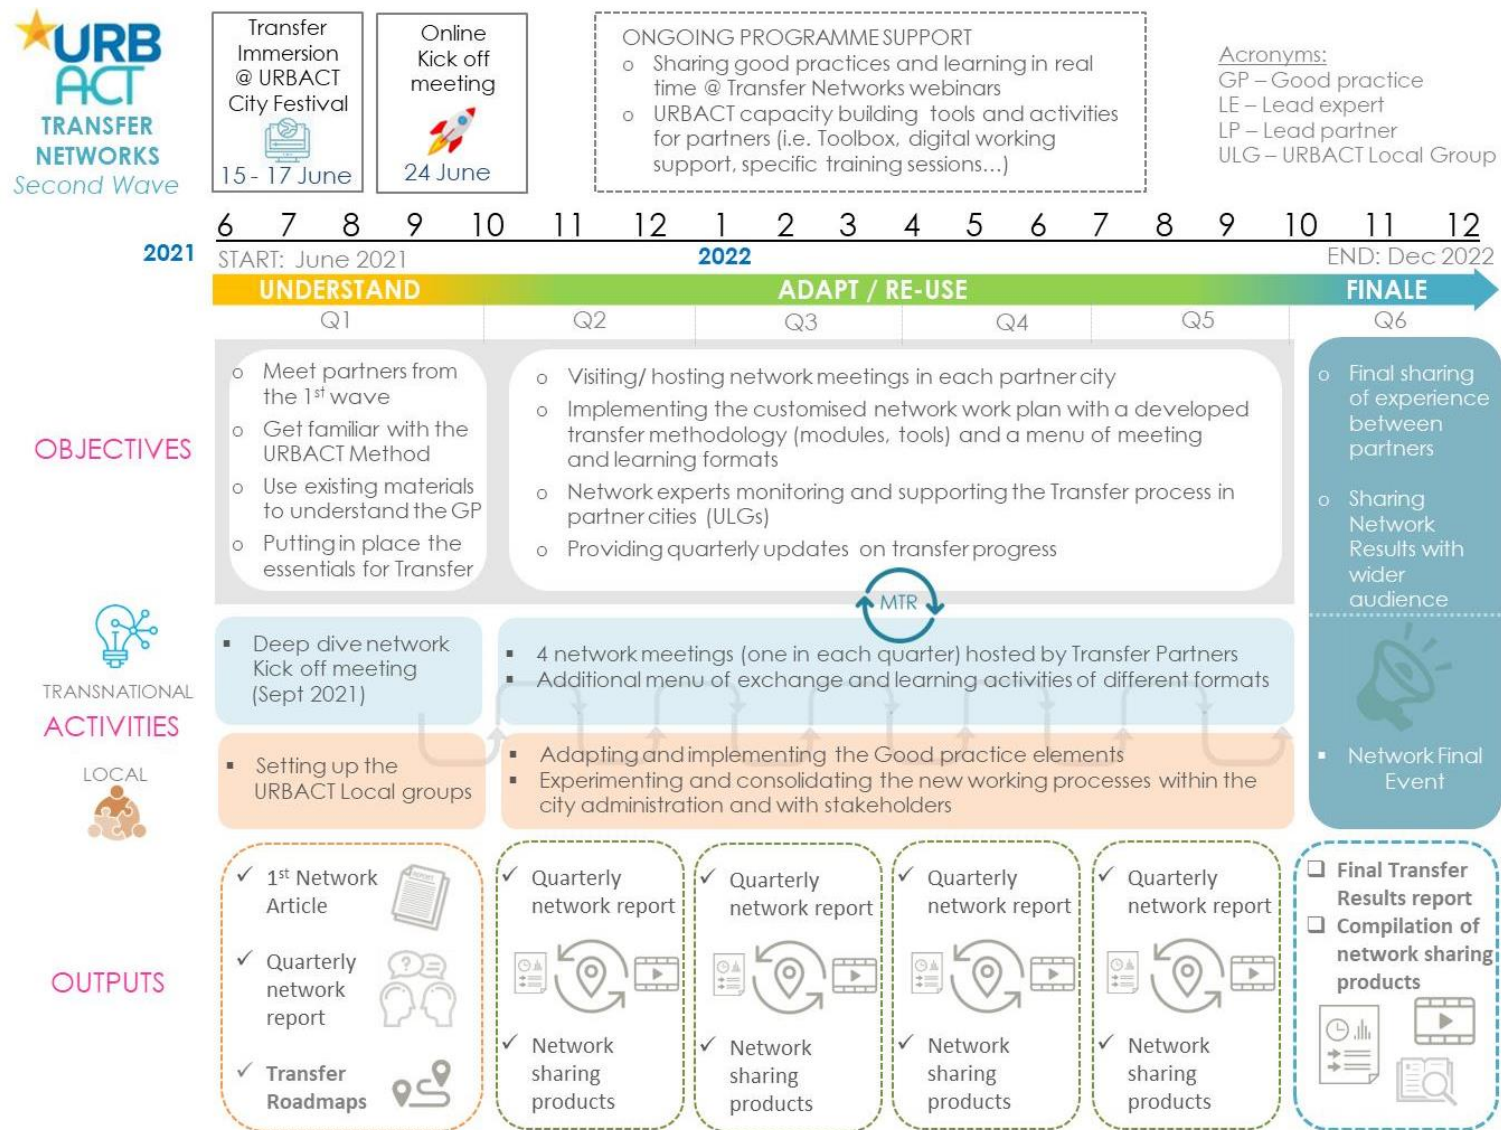 URB
ACT
TRANSFER
NETWORKS
Second Wave
Transfer
Immersion
@ URBACT
City Festival
15 - 17 June
Online
Kick off
meeting
24 June
ONGOING PROGRAMME SUPPORT
o Sharing good practices and learning in real
time @ Transfer Networks webinars
o URBACT capacity building tools and activities
for partners (i.e. Toolbox, digital working
support, specific training sessions...)
Acronyms:
GP – Good practice
LE – Lead expert
LP – Lead partner
ULG – URBACT Local Group
6 7 8 9 10 11 12 1 2 3 4 5 6 7 8 9 10 11 12
2021 START: June 2021 2022 END: Dec 2022
UNDERSTAND ADAPT / RE-USE FINALE
Q1 Q2 Q3 Q4 Q5 Q6
OBJECTIVES
o Meet partners from
the 1st wave
o Get familiar with the
URBACT Method
o Use existing materials
to understand the GP
o Putting in place the
essentials for Transfer
o Visiting/ hosting network meetings in each partner city
o Implementing the customised network work plan with a developed
transfer methodology (modules, tools) and a menu of meeting
and learning formats
o Network experts monitoring and supporting the Transfer process in
partner cities (ULGs)
o Providing quarterly updates on transfer progress
MTR
o Final sharing
of experience
between
partners
o Sharing
Network
Results with
wider
audience
TRANSNATIONAL
ACTIVITIES
LOCAL
▪ Deep dive network
Kick off meeting
(Sept 2021)
▪ 4 network meetings (one in each quarter) hosted by Transfer Partners
▪ Additional menu of exchange and learning activities of different formats
▪ Setting up the
URBACT Local groups
▪ Adapting and implementing the Good practice elements
▪ Experimenting and consolidating the new working processes within the
city administration and with stakeholders
▪ Network Final
Event
OUTPUTS
✓ 1st Network
Article
REPORT
✓ Quarterly
network
report
✓ Transfer
Roadmaps
✓ Quarterly
network report
✓ Network
sharing
products
✓ Quarterly
network report
✓ Network
sharing
products
✓ Quarterly
network report
✓ Network
sharing
products
✓ Quarterly
network report
✓ Network
sharing
products
❑ Final Transfer
Results report
❑ Compilation of
network sharing
products